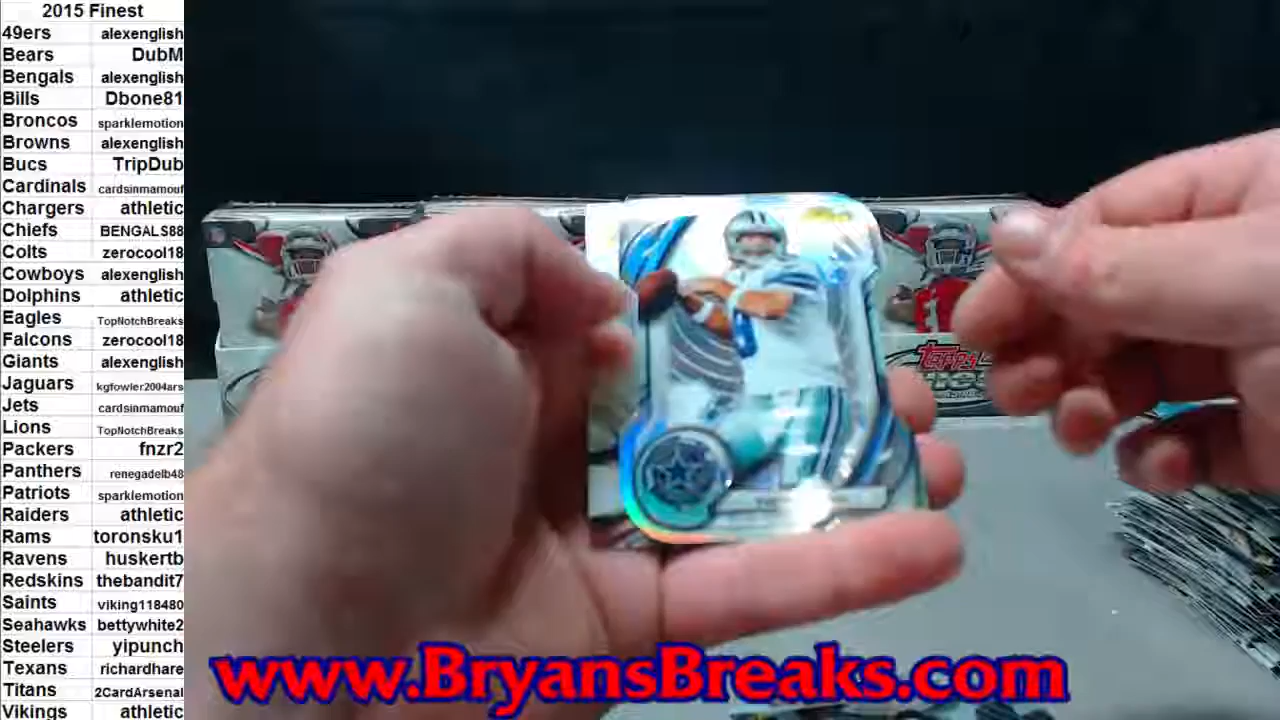 2015 Finest
49ers alexenglish
Bears DubM
Bengals alexenglish
Bills Dbone81
Broncos sparklemotion
Browns alexenglish
Bucs TripDub
Cardinals cardsinmamouf
Chargers athletic
Chiefs BENGALS88
Colts zerocool18
Cowboys alexenglish
Dolphins athletic
Eagles TopNotchBreaks
Falcons zerocool18
Giants alexenglish
Jaguars kgfowler2004ars
Jets cardsinmamouf
Lions TopNotchBreaks
Packers fnzr2
Panthers renegadelb48
Patriots sparklemotion
Raiders athletic
Rams toronsku1
Ravens huskertb
Redskins thebandit7
Saints viking118480
Seahawks bettywhite2
Steelers yipunch
Texans richardhare
Titans 2CardArsenal
Vikings athletic
Topps
www.BryansBreaks.com